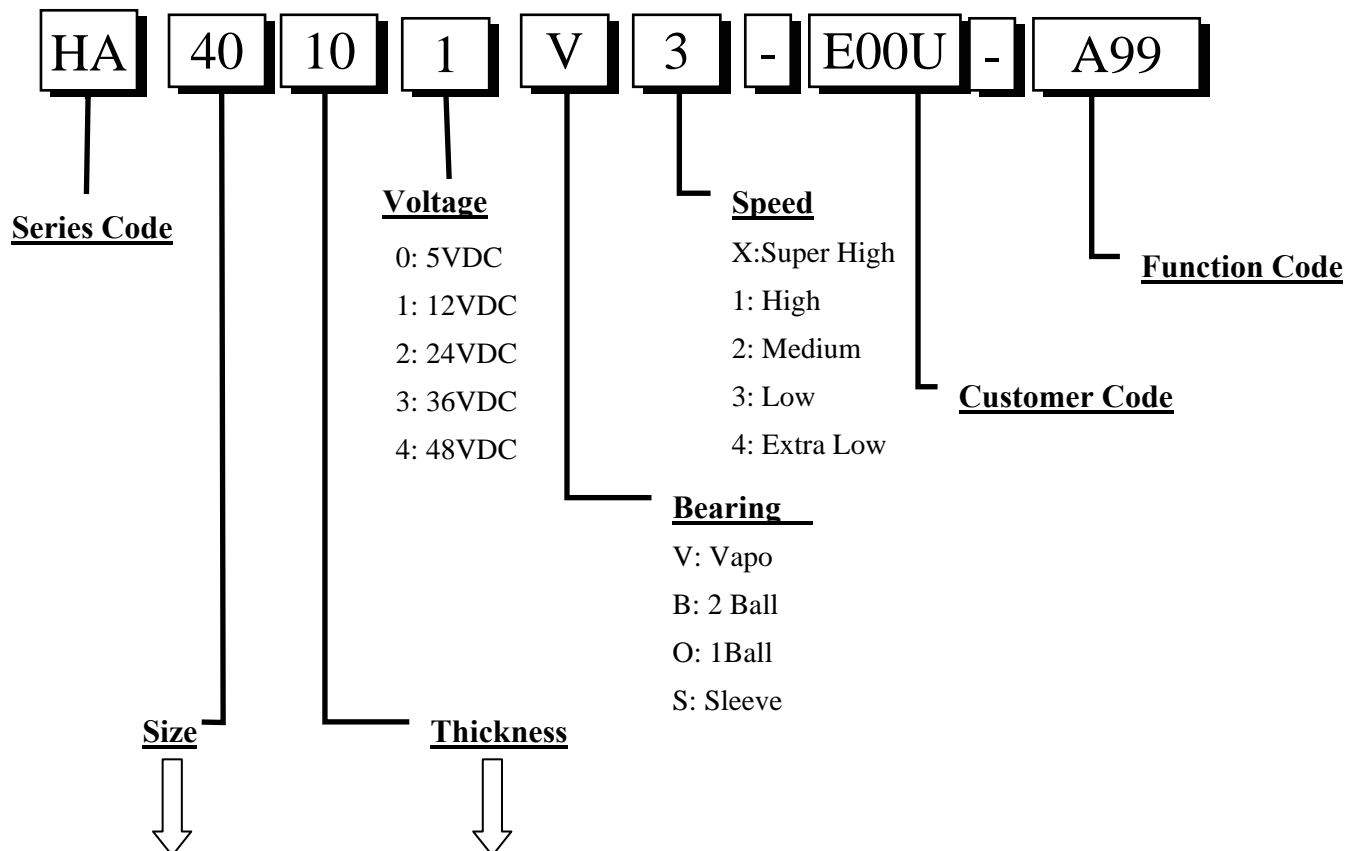 HA 40 10 1 V 3 - E00U - A99
Series Code
Voltage
0: 5VDC
1: 12VDC
2: 24VDC
3: 36VDC
4: 48VDC
Speed
X:Super High
1: High
2: Medium
3: Low
4: Extra Low
Function Code
Customer Code
Bearing
V: Vapo
B: 2 Ball
O: 1Ball
S: Sleeve
Size
Thickness